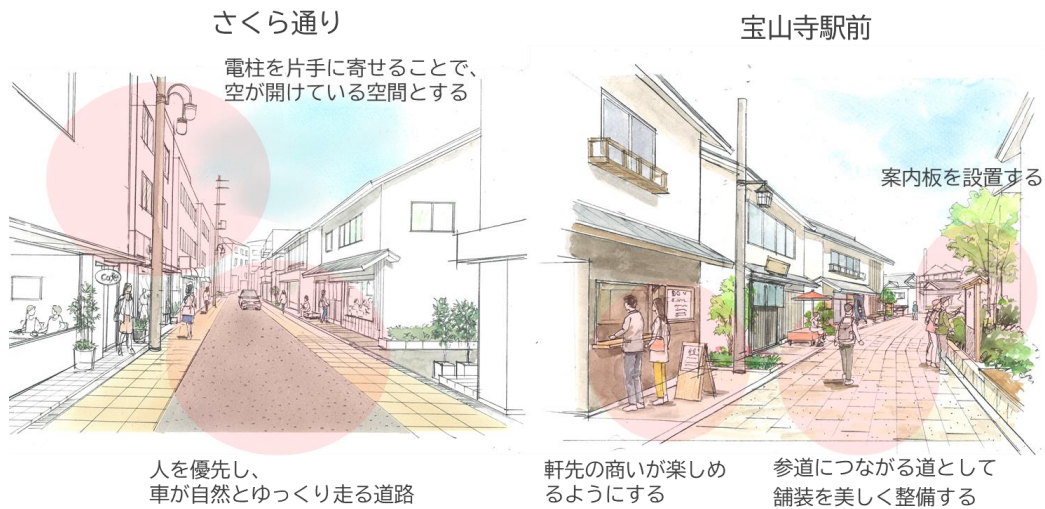 さくら通り
電柱を片手に寄せることで、
空が開けている空間とする
Cafe
人を優先し、
車が自然とゆっくり走る道路
宝山寺駅前
案内板を設置する
軒先の商いが楽しめ
るようにする
参道につながる道として
舗装を美しく整備する